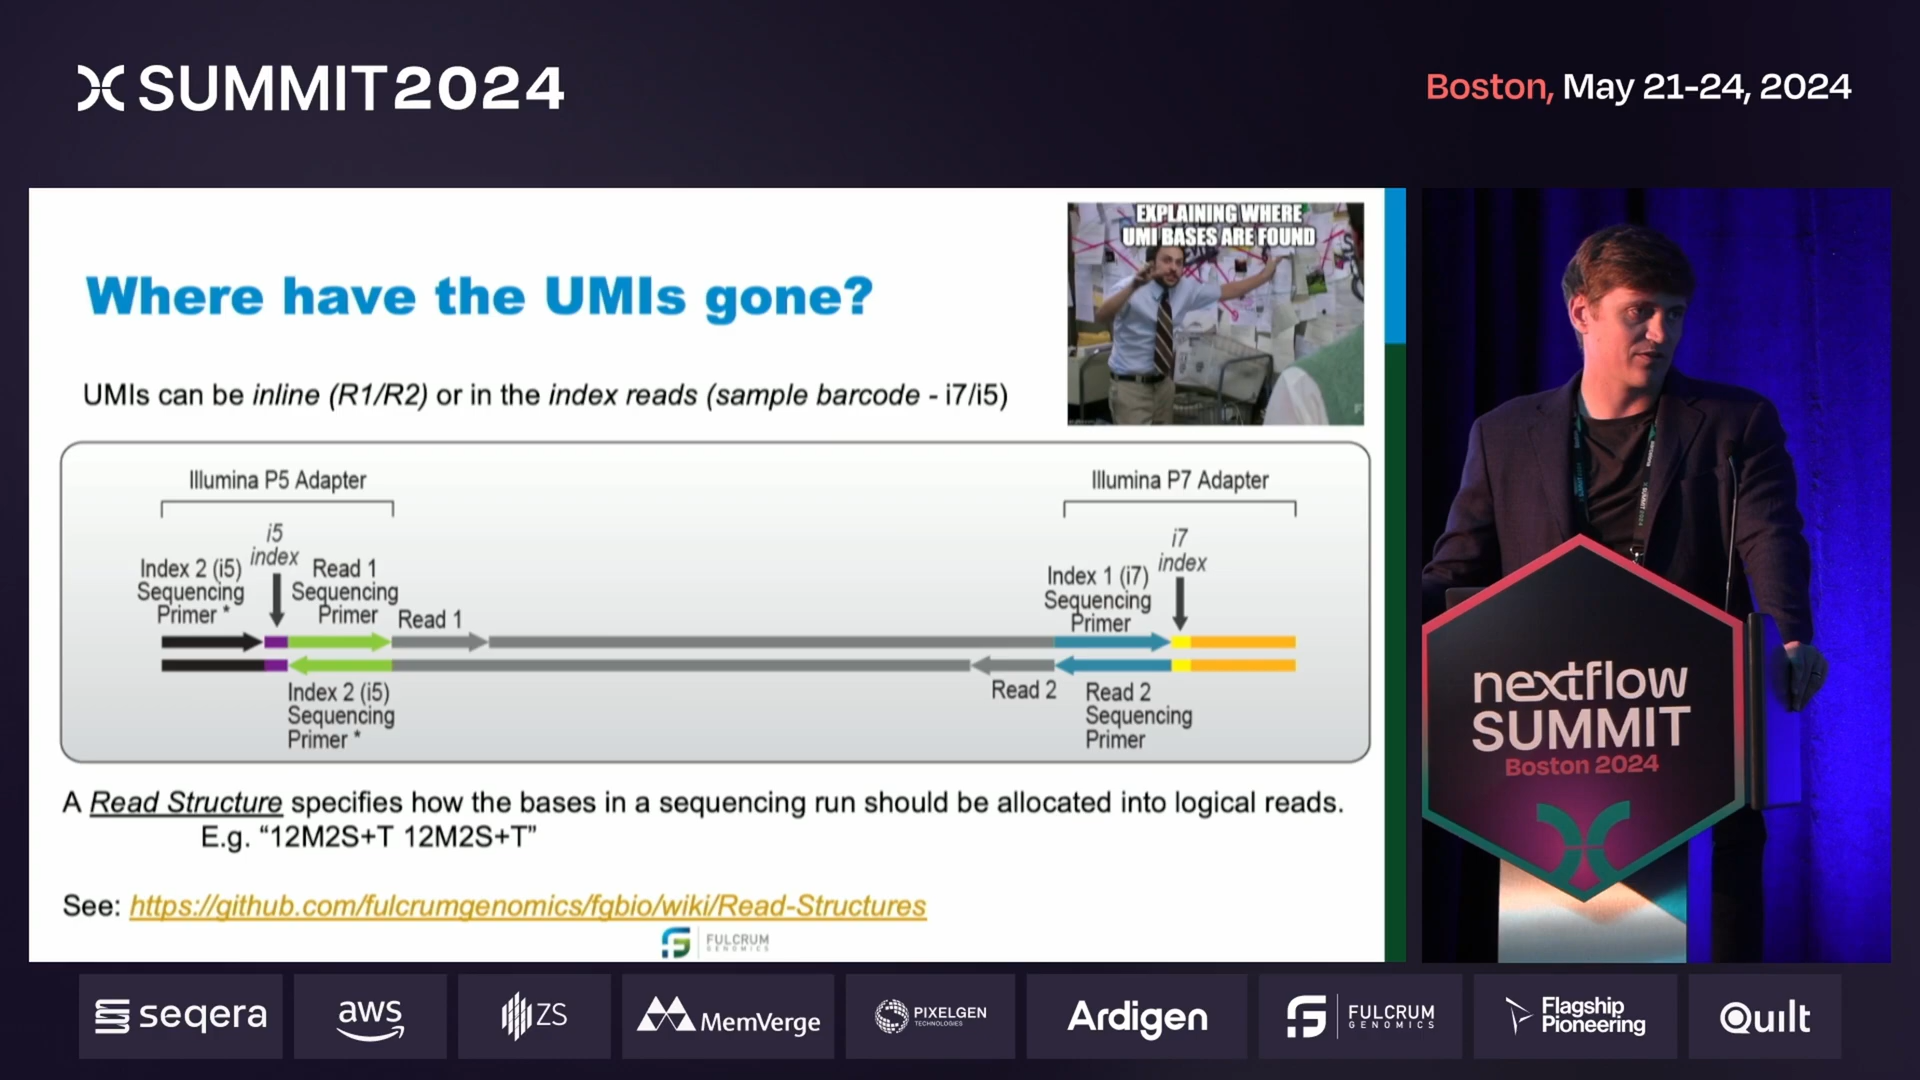 SUMMIT 2024
Boston, May 21-24, 2024
EXPLAINING WHERE
UMI BASES ARE FOUND
Where have the UMIs gone?
UMIs can be inline (R1/R2) or in the index reads (sample barcode - i7/i5)
Illumina P5 Adapter
Illumina P7 Adapter
i5
index
Index 2 (i5)
Sequencing
Primer *
Read 1
Sequencing
Primer
Read 1
i7
index
Index 1 (i7)
Sequencing
Primer
Index 2 (i5)
Sequencing
Primer *
Read 2
Read 2
Sequencing
Primer
A Read Structure specifies how the bases in a sequencing run should be allocated into logical reads.
E.g. “12M2S+T 12M2S+T”
See: https://github.com/fulcrumgenomics/fgbio/wiki/Read-Structures
FULCRUM
GENOMICS
nextflow
SUMMIT
Boston 2024
seqera
aws
ZS
MemVerge
PIXELGEN
TECHNOLOGIES
Ardigen
FULCRUM
GENOMICS
Flagship
Pioneering
Quilt